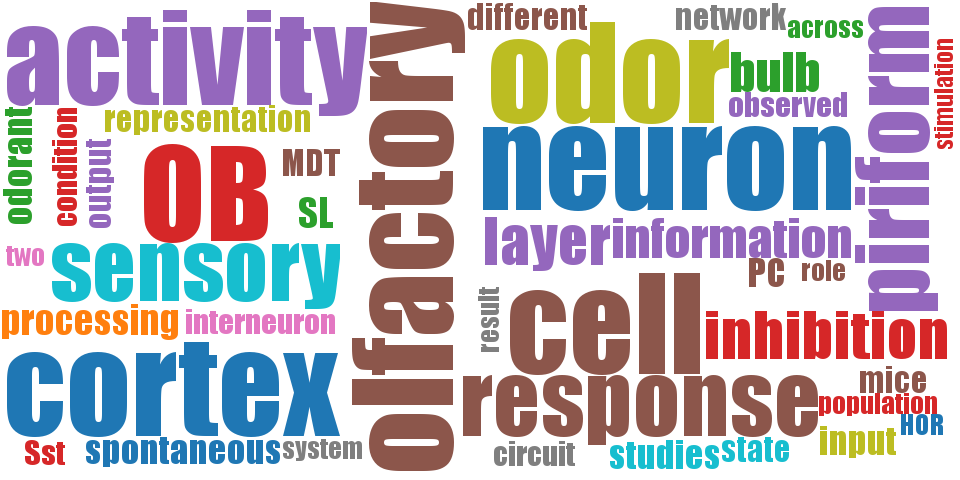 activity
representation
odorant
condition
output
OB
MDT
SL
two
sensory
processing
interneuron
cortex
Sst
spontaneous
system
olfactory
different
network
across
odor
bulb
observed
neuron
piriform
stimulation
layer
information
PC
role
result
cell
inhibition
response
mice
population
HOR
input
circuit
studies
state